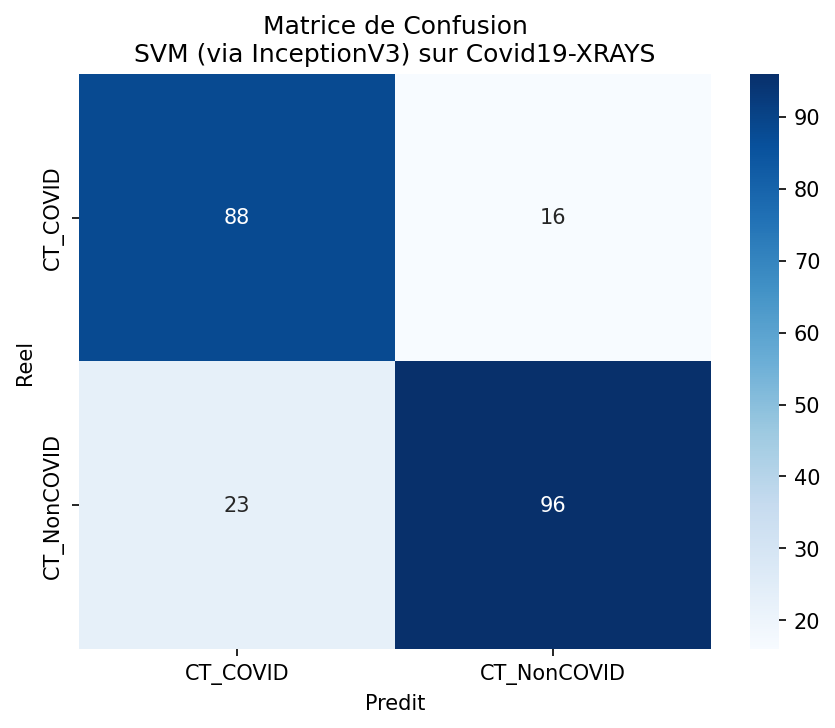 Matrice de Confusion
SVM (via InceptionV3) sur Covid19-XRAYS
CT_COVID
CT_NonCOVID
Reel
88
16
23
96
CT_COVID
CT_NonCOVID
Predit
90
80
70
60
50
40
30
20